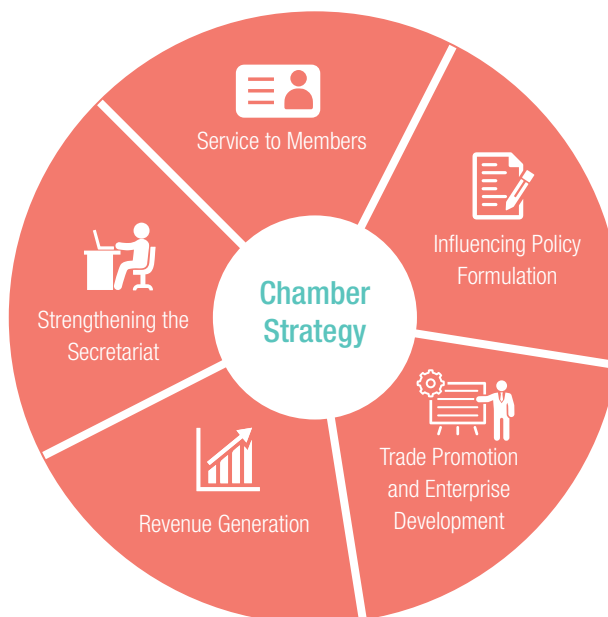 Service to Members
Influencing Policy
Formulation
Chamber
Strategy
Strengthening the
Secretariat
Trade Promotion
and Enterprise
Development
Revenue Generation